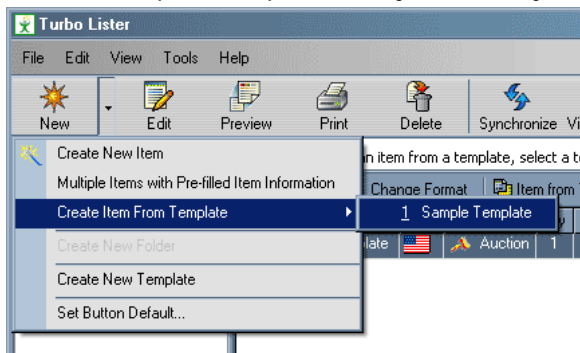 Turbo Lister
File Edit View Tools Help
New Edit Preview Print Delete Synchronize
Create New Item
Multiple Items with Pre-filled Item Information
Create Item From Template
Create New Folder
Create New Template
Set Button Default...
n item from a template, select a t
Change Format Item from
1 Sample Template
late Auction 1